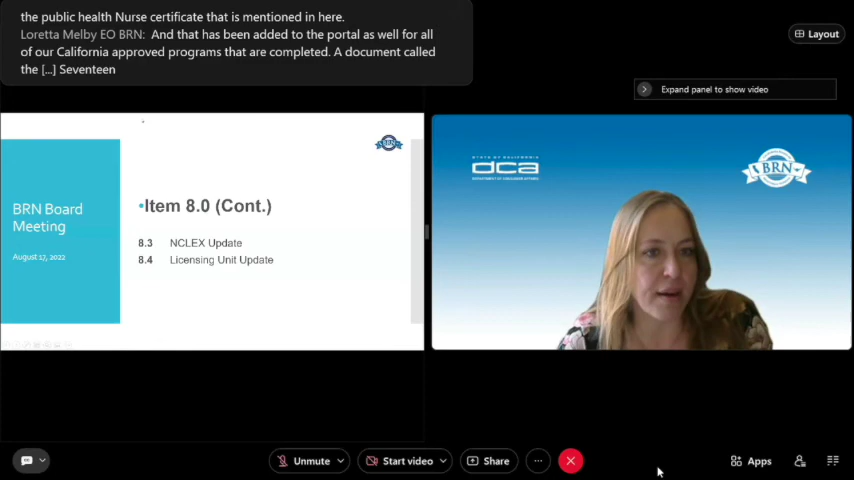 the public health Nurse certificate that is mentioned in here.
Loretta Melby EO BRN: And that has been added to the portal as well for all
of our California approved programs that are completed. A document called
the [...] Seventeen
Layout
Expand panel to show video
BRN
BRN Board
Meeting
August 17, 2022
•Item 8.0 (Cont.)
8.3 NCLEX Update
8.4 Licensing Unit Update
STATE OF CALIFORNIA
dca
DEPARTMENT OF CONSUMER AFFAIRS
BRN
Unmute
Start video
Share
Apps